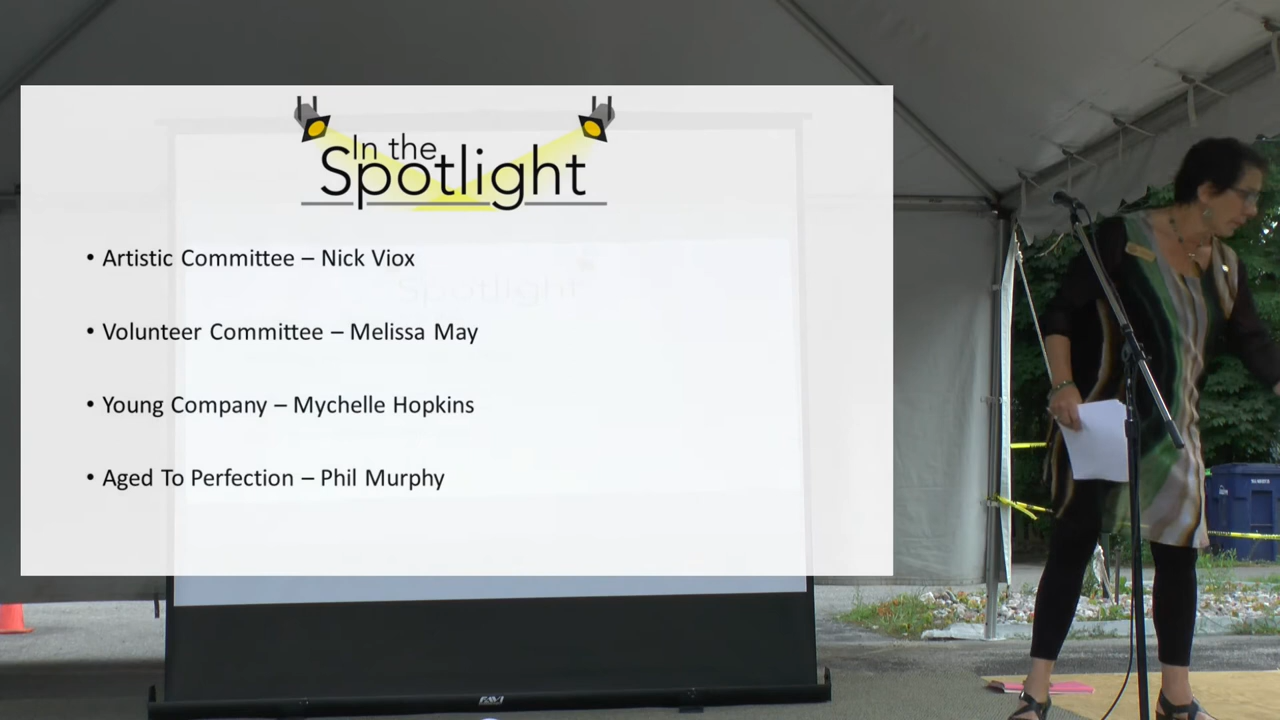 In the
Spotlight
• Artistic Committee – Nick Viox
Spotlight
• Volunteer Committee – Melissa May
• Young Company – Mychelle Hopkins
• Aged To Perfection – Phil Murphy